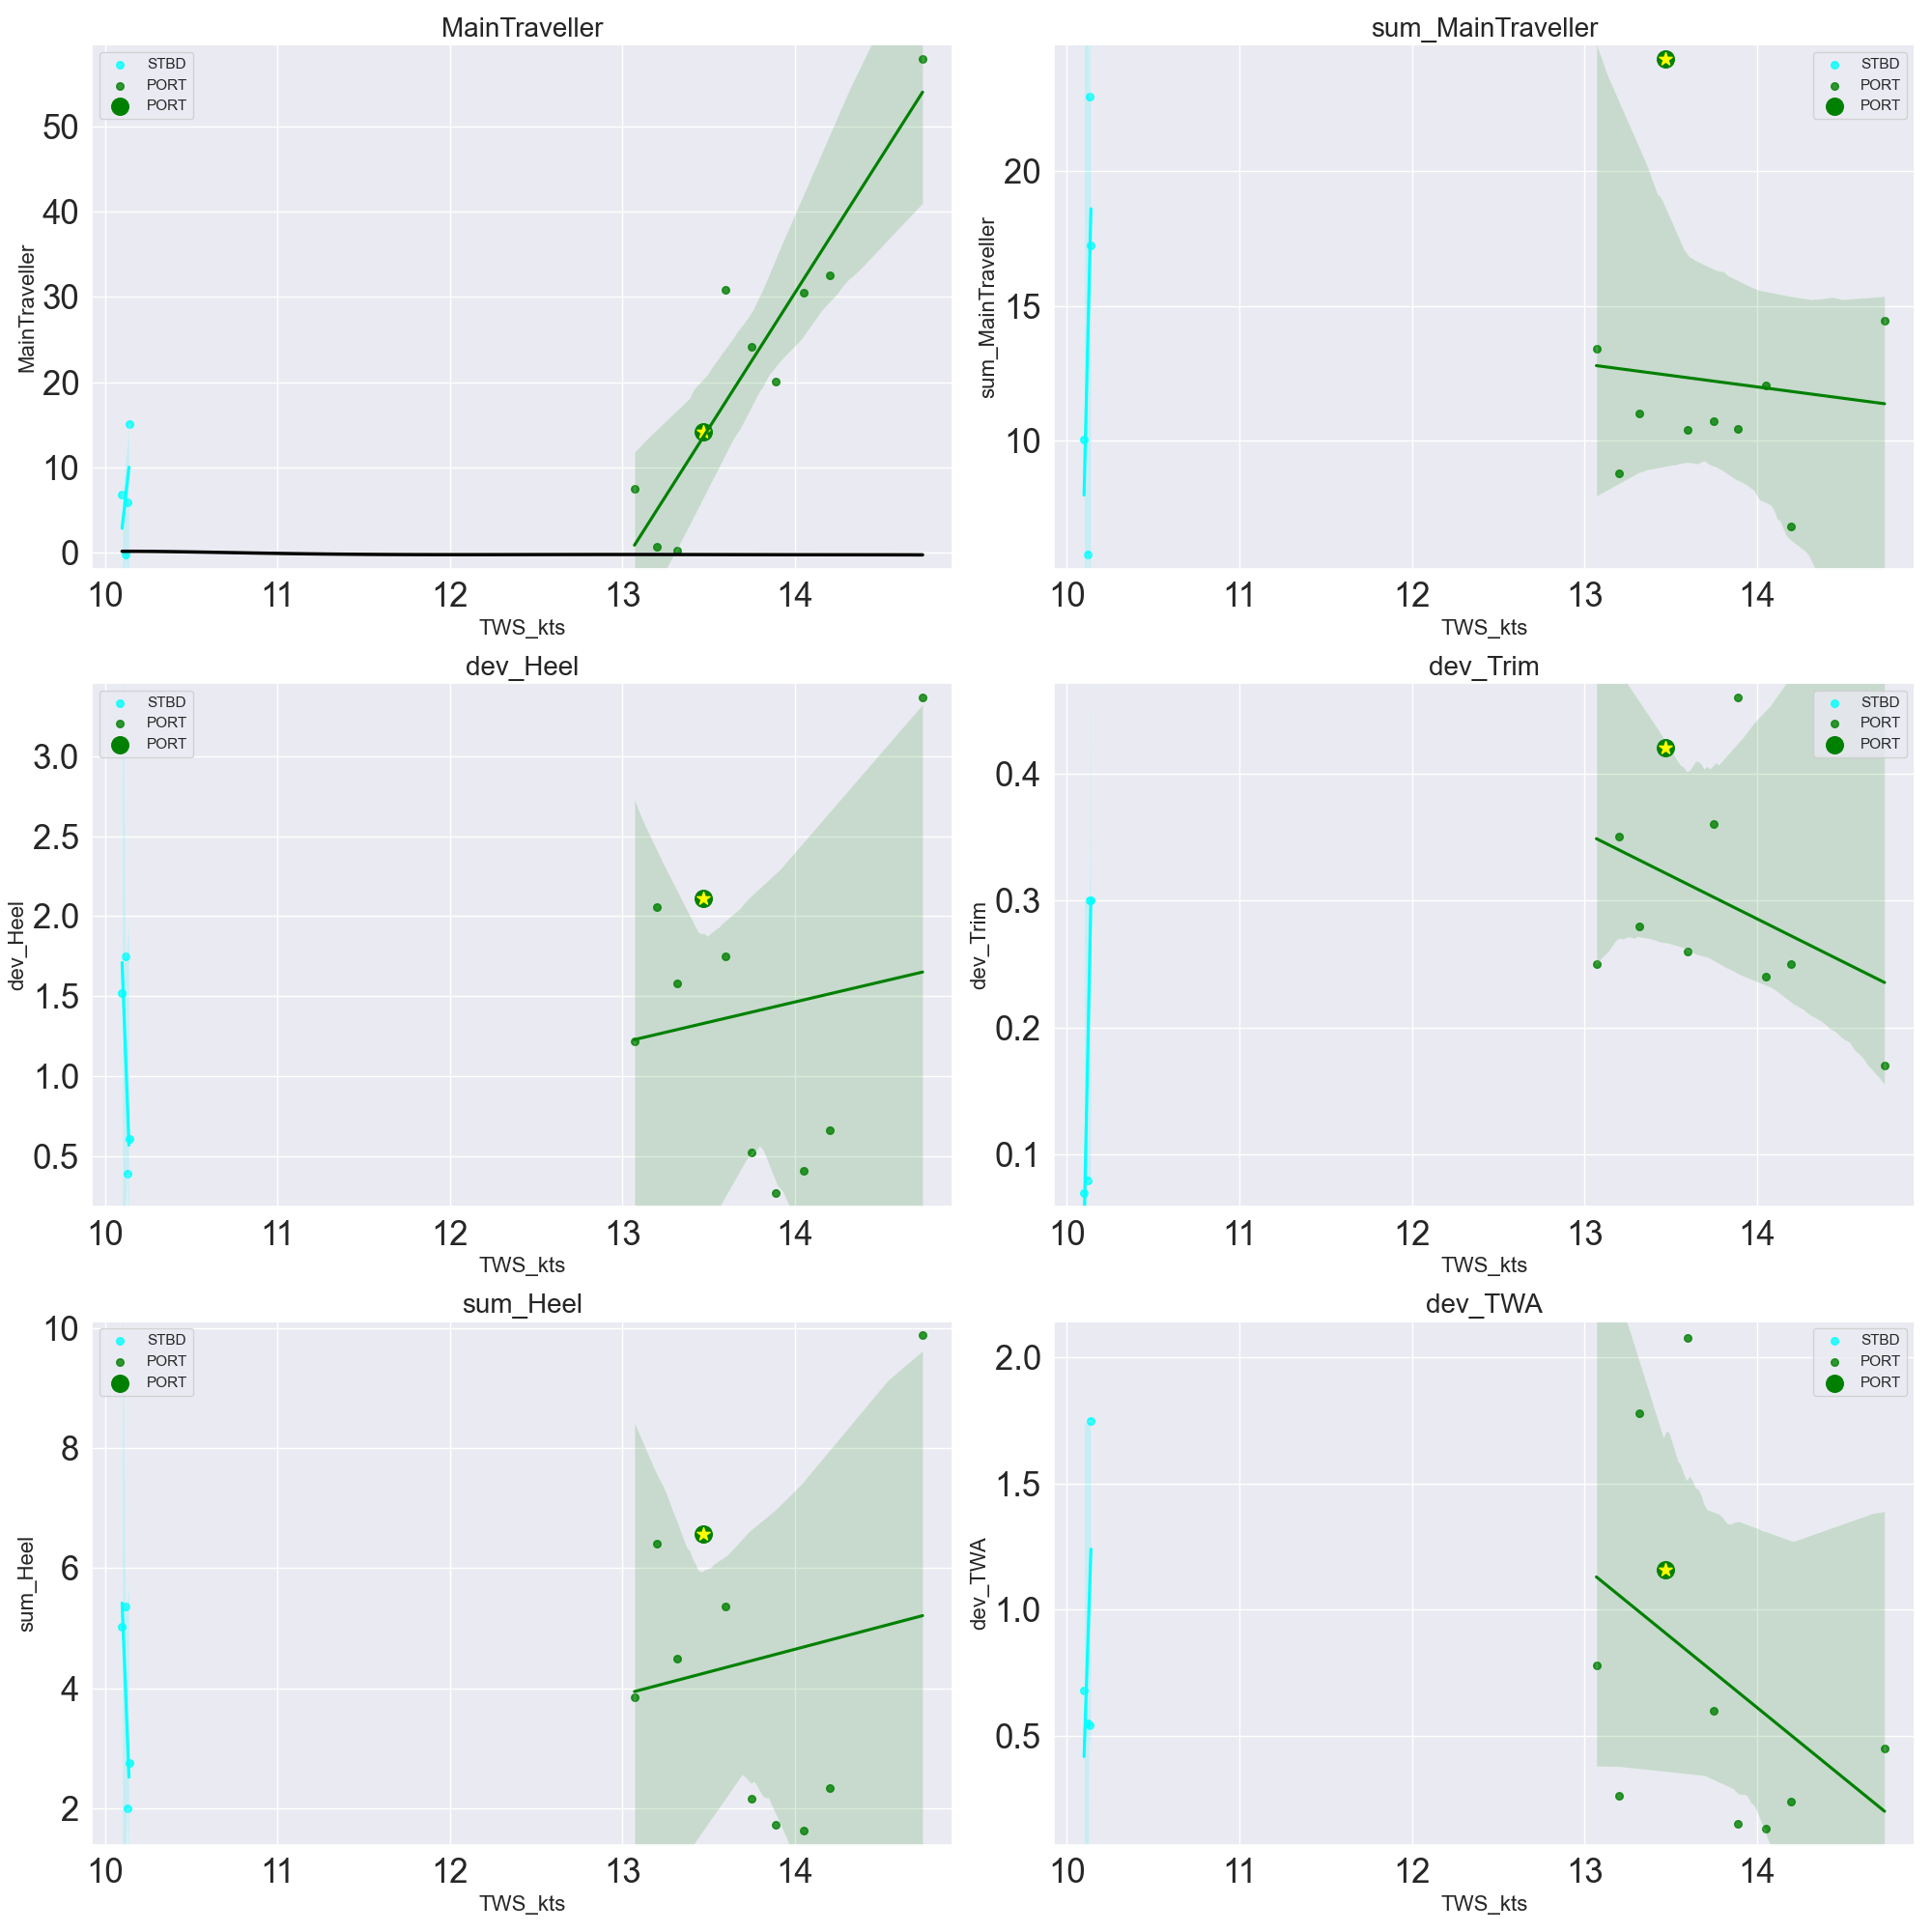 MainTraveller
STBD
PORT
PORT
MainTraveller
50
40
30
20
10
0
10 11 12 13 14
TWS_kts
sum_MainTraveller
STBD
PORT
PORT
sum_MainTraveller
20
15
10
10 11 12 13 14
TWS_kts
dev_Heel
STBD
PORT
PORT
dev_Heel
3.0
2.5
2.0
1.5
1.0
0.5
10 11 12 13 14
TWS_kts
dev_Trim
STBD
PORT
PORT
dev_Trim
0.4
0.3
0.2
0.1
10 11 12 13 14
TWS_kts
sum_Heel
STBD
PORT
PORT
sum_Heel
10
8
6
4
2
10 11 12 13 14
TWS_kts
dev_TWA
STBD
PORT
PORT
dev_TWA
2.0
1.5
1.0
0.5
10 11 12 13 14
TWS_kts